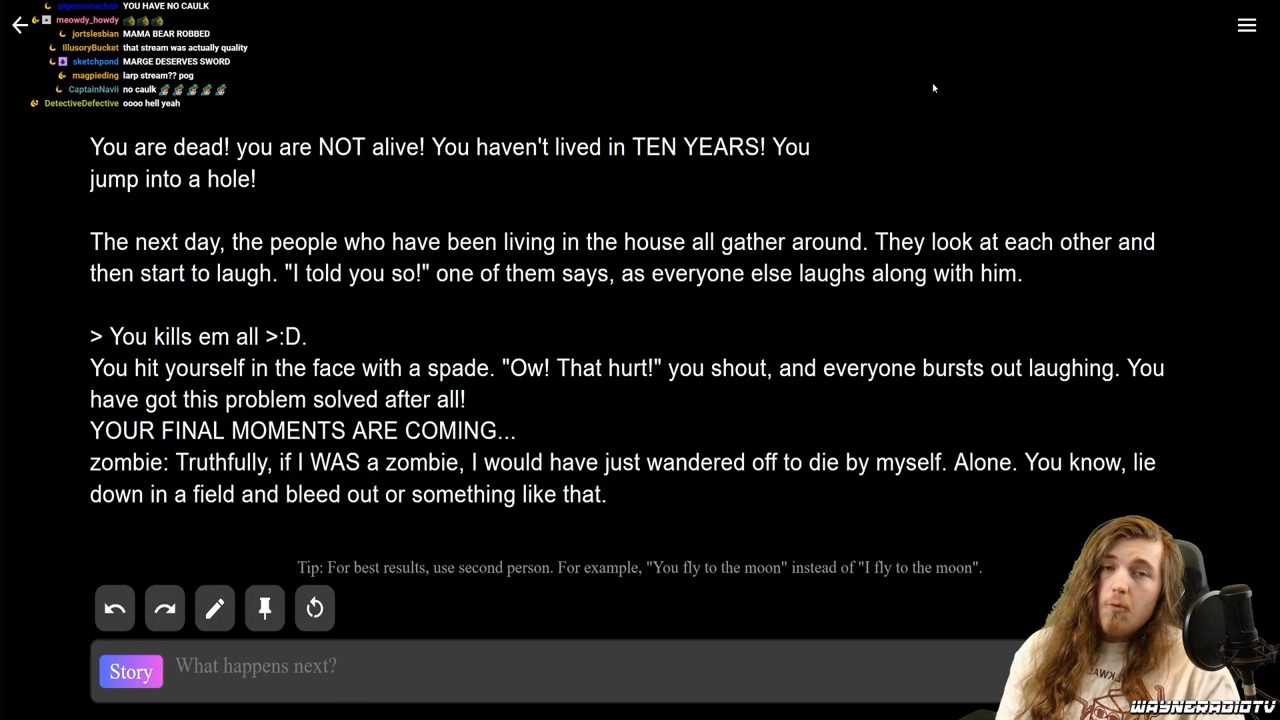 pigeononachair YOU HAVE NO CAULK
meowdy_howdy
jortslesbian MAMA BEAR ROBBED
IllusoryBucket that stream was actually quality
sketchpond MARGE DESERVES SWORD
magpieding larp stream?? pog
CaptainNavii no caulk
DetectiveDefective oooo hell yeah
You are dead! you are NOT alive! You haven't lived in TEN YEARS! You
jump into a hole!
The next day, the people who have been living in the house all gather around. They look at each other and
then start to laugh. "I told you so!" one of them says, as everyone else laughs along with him.
> You kills em all >:D.
You hit yourself in the face with a spade. "Ow! That hurt!" you shout, and everyone bursts out laughing. You
have got this problem solved after all!
YOUR FINAL MOMENTS ARE COMING...
zombie: Truthfully, if I WAS a zombie, I would have just wandered off to die by myself. Alone. You know, lie
down in a field and bleed out or something like that.
Tip: For best results, use second person. For example, "You fly to the moon" instead of "I fly to the moon".
Story What happens next?
WAYNERADIOTV